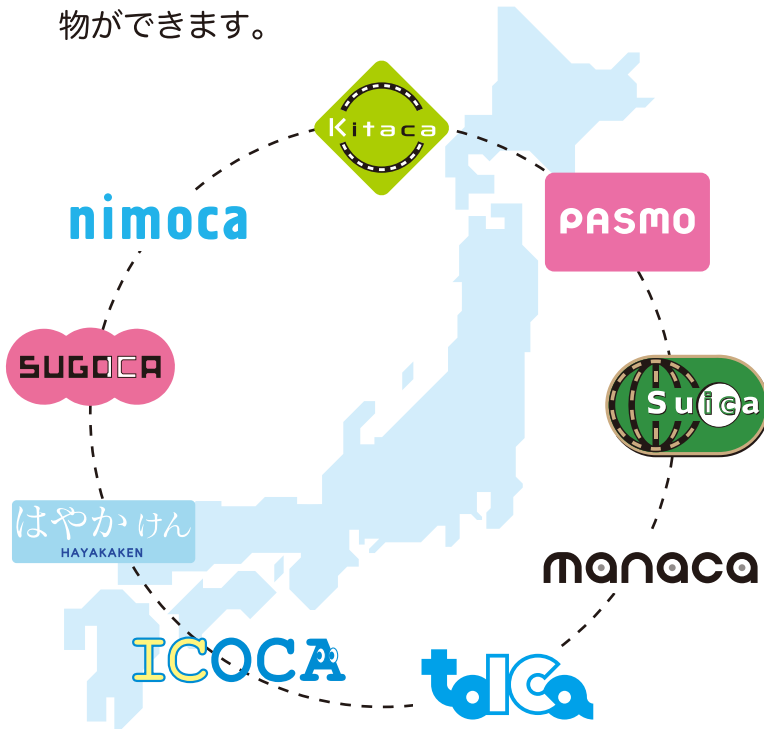 物ができます。
Kitaca
nimoca
PASMO
SUGOCA
Suica
はやかけん
HAYAKAKEN
manaca
ICOCA
TOICA